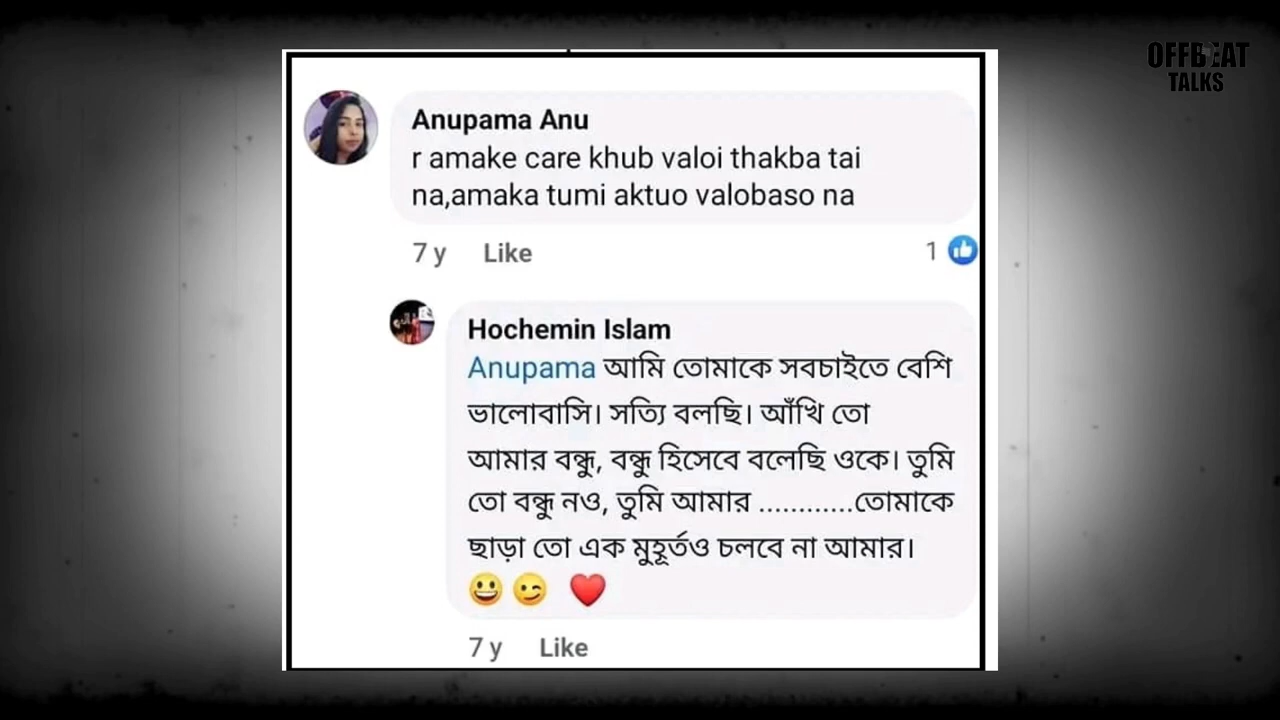 OFFBEAT
TALKS
Anupama Anu
r amake care khub valoi thakba tai
na,amaka tumi aktuo valobaso na
7 y Like 1
Hochemin Islam
Anupama আমি তোমাকে সবচাইতে বেশি
ভালোবাসি। সত্যি বলছি। আঁখি তো
আমার বন্ধু, বন্ধু হিসেবে বলেছি ওকে। তুমি
তো বন্ধু নও, তুমি আমার ............তোমাকে
ছাড়া তো এক মুহূর্তও চলবে না আমার।
😃 😉 ❤️
7 y Like